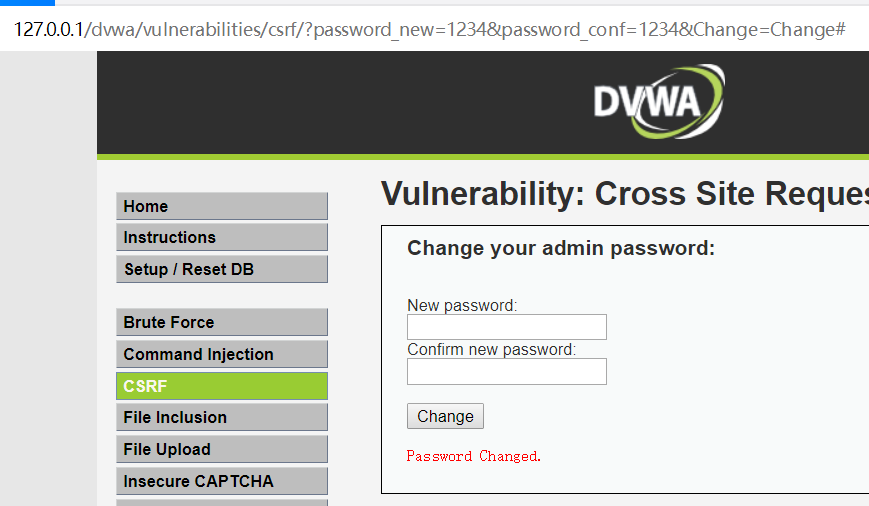 127.0.0.1/dvwa/vulnerabilities/csrf/?password_new=1234&password_conf=1234&Change=Change#
DVWA
Home
Instructions
Setup / Reset DB
Brute Force
Command Injection
CSRF
File Inclusion
File Upload
Insecure CAPTCHA
Vulnerability: Cross Site Reques
Change your admin password:
New password:
Confirm new password:
Change
Password Changed.